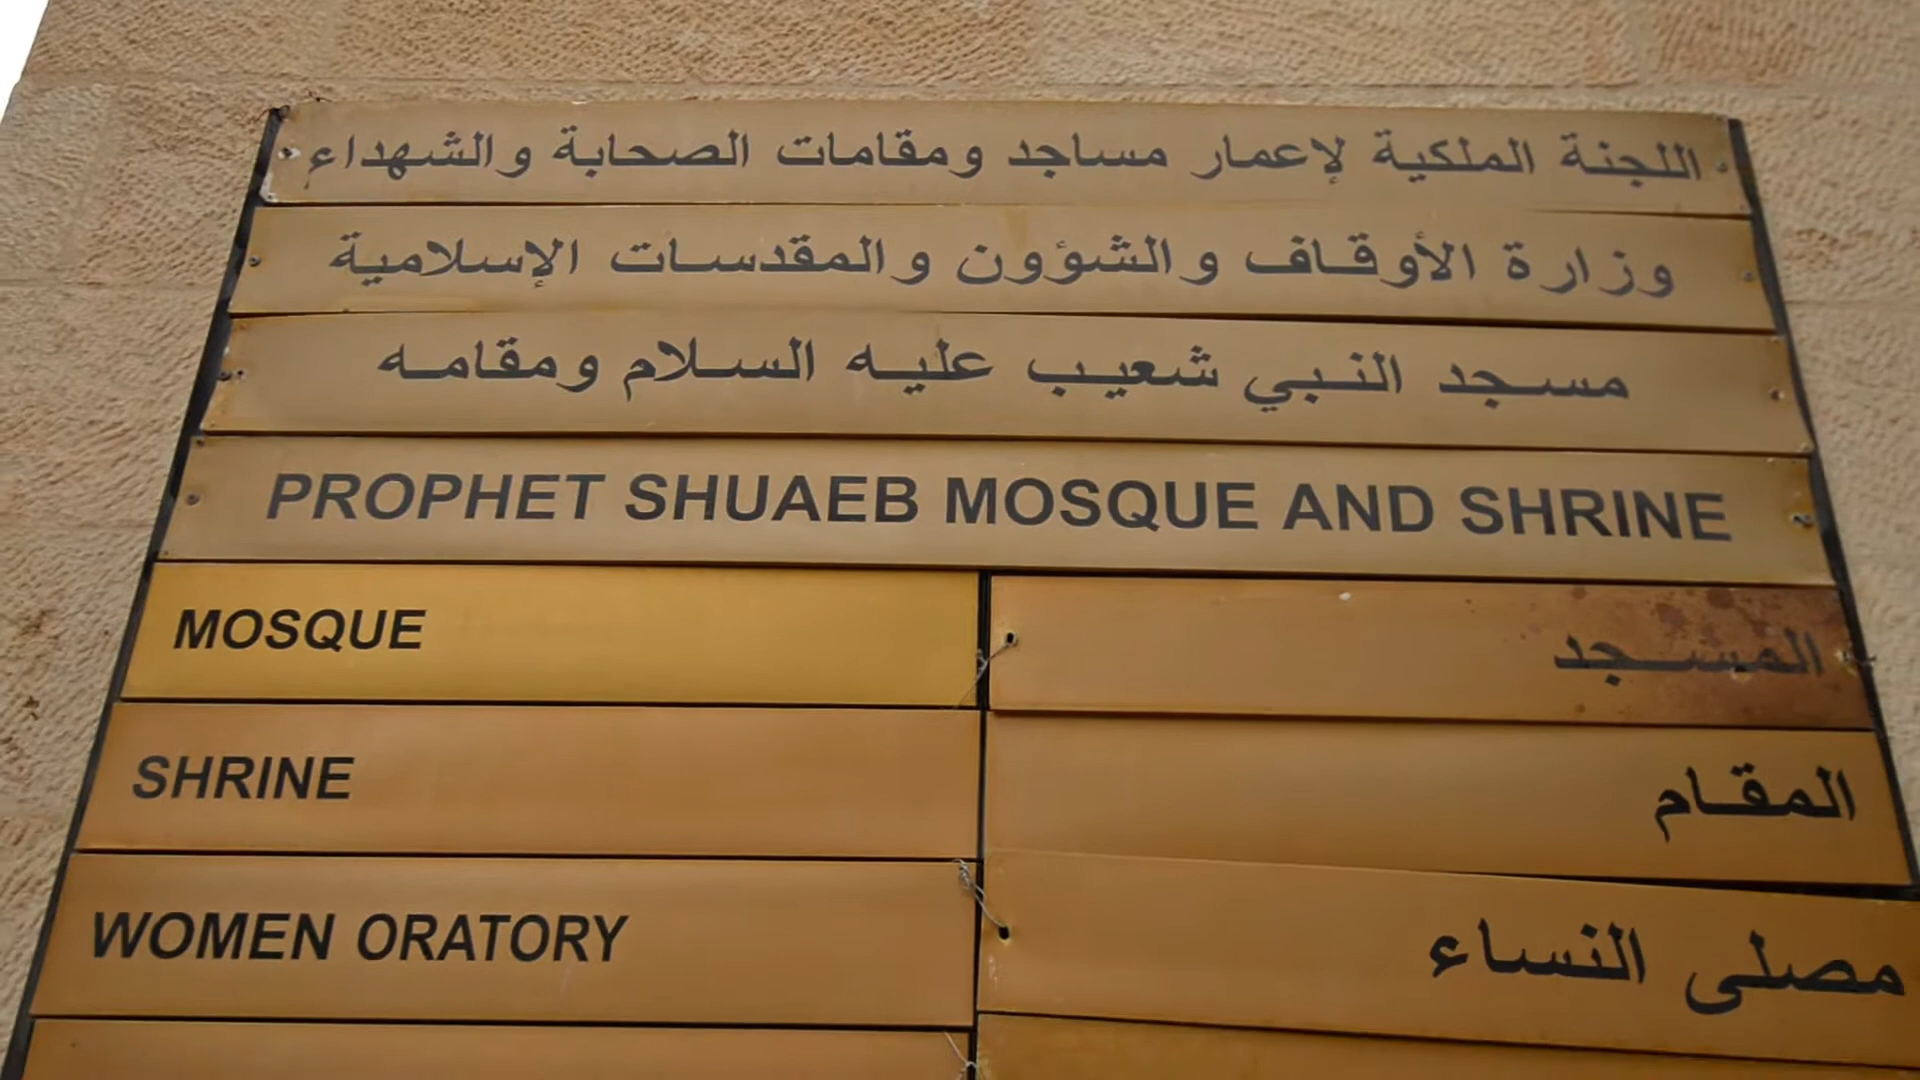 اللجنة الملكية لإعمار مساجد ومقامات الصحابة والشهداء
وزارة الأوقاف والشؤون والمقدسات الإسلامية
مسجد النبي شعيب عليه السلام ومقامه
PROPHET SHUAEB MOSQUE AND SHRINE
MOSQUE المسجد
SHRINE المقام
WOMEN ORATORY مصلى النساء